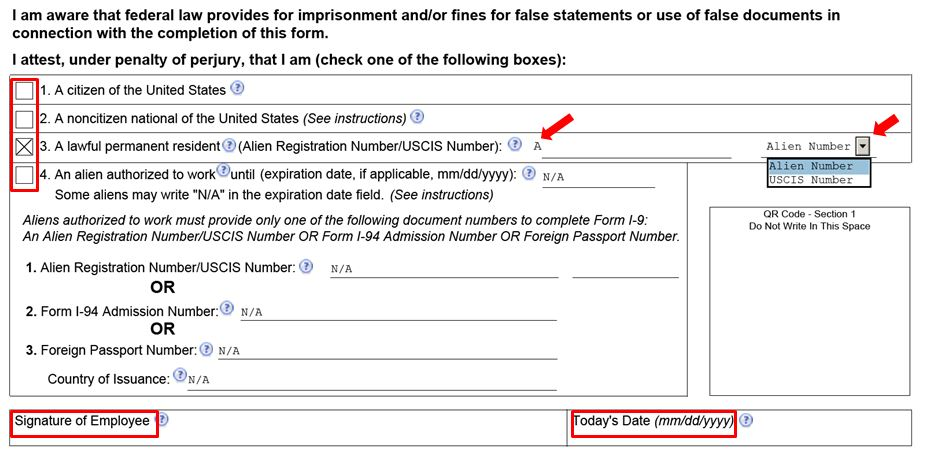 I am aware that federal law provides for imprisonment and/or fines for false statements or use of false documents in
connection with the completion of this form.
I attest, under penalty of perjury, that I am (check one of the following boxes):
1. A citizen of the United States ?
2. A noncitizen national of the United States (See instructions) ?
3. A lawful permanent resident ? (Alien Registration Number/USCIS Number): ? A
Alien Number
Alien Number
USCIS Number
4. An alien authorized to work ? until (expiration date, if applicable, mm/dd/yyyy): ? N/A
Some aliens may write "N/A" in the expiration date field. (See instructions)
Aliens authorized to work must provide only one of the following document numbers to complete Form I-9:
An Alien Registration Number/USCIS Number OR Form I-94 Admission Number OR Foreign Passport Number.
1. Alien Registration Number/USCIS Number: ? N/A
OR
2. Form I-94 Admission Number: ? N/A
OR
3. Foreign Passport Number: ? N/A
Country of Issuance: ? N/A
QR Code - Section 1
Do Not Write In This Space
Signature of Employee ?
Today's Date (mm/dd/yyyy) ?